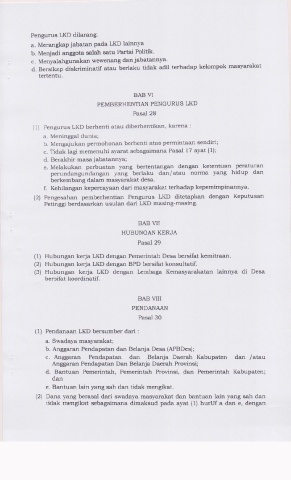 Pengurus LKD dilarang:
a. Merangkap jabatan pada LKD lainnya
b. Menjadi anggota salah satu Partai Politik.
c. Menyalahgunakan wewenang dan jabatannya.
d. Bersikap diskriminatif atau berlaku tidak adil terhadap kelompok masyarakat
tertentu.
BAB VI
PEMBERHENTIAN PENGURUS LKD
Pasal 28
(1) Pengurus LKD berhenti atau diberhentikan, karena :
a. Meninggal dunia;
b. Mengajukan permohonan berhenti atas permintaan sendiri;
c. Tidak lagi memenuhi syarat sebagaimana Pasal 17 ayat (1);
d. Berakhir masa jabatannya;
e. Melakukan perbuatan yang bertentangan dengan ketentuan peraturan
perundangundangan yang berlaku dan/atau norma yang hidup dan
berkembang dalam masyarakat desa.
f. Kehilangan kepercayaan dari masyarakat terhadap kepemimpinannya.
(2) Pengesahan pemberhentian Pengurus LKD ditetapkan dengan Keputusan
Petinggi berdasarkan usulan dari LKD masing-masing.
BAB VII
HUBUNGAN KERJA
Pasal 29
(1) Hubungan kerja LKD dengan Pemerintah Desa bersifat kemitraan.
(2) Hubungan kerja LKD dengan BPD bersifat konsultatif.
(3) Hubungan kerja LKD dengan Lembaga Kemasyarakatan lainnya di Desa
bersifat koordinatif.
BAB VIII
PENDANAAN
Pasal 30
(1) Pendanaan LKD bersumber dari :
a. Swadaya masyarakat;
b. Anggaran Pendapatan dan Belanja Desa (APBDes);
c. Anggaran Pendapatan dan Belanja Daerah Kabupaten dan /atau
Anggaran Pendapatan Dan Belanja Daerah Provinsi;
d. Bantuan Pemerintah, Pemerintah Provinsi, dan Pemerintah Kabupaten;
dan
e. Bantuan lain yang sah dan tidak mengikat.
(2) Dana yang berasal dari swadaya masyarakat dan bantuan lain yang sah dan
tidak mengikat sebagaimana dimaksud pada ayat (1) hurUf a dan e, dengan